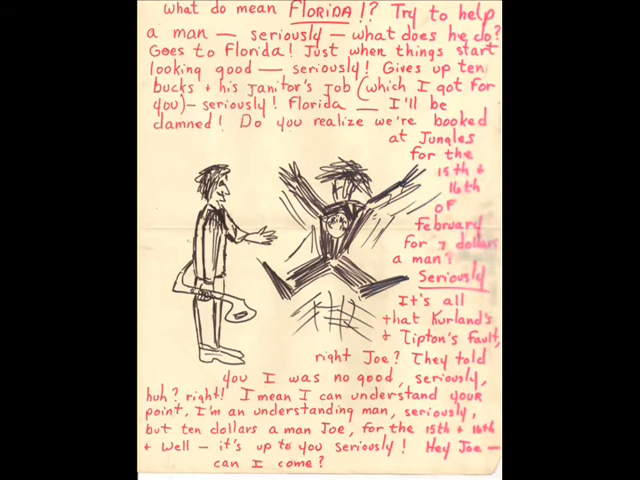 what do mean FLORIDA!? Try to help
a man — seriously — what does he do?
Goes to Florida! Just when things start
looking good — seriously! Gives up ten
bucks + his janitor's job (which I got for
you) — seriously! Florida — I'll be
damned! Do you realize we're booked
at Jungles
for the
15th +
16th
OF
February
for 7 dollars
a man?
Seriously
It's all
that Kurland's
+ Tipton's fault,
right Joe? They told
you I was no good, seriously,
huh? right! I mean I can understand your
point, I'm an understanding man, seriously,
but ten dollars a man Joe, for the 15th + 16th
+ well — it's up to you seriously! Hey Joe —
can I come?